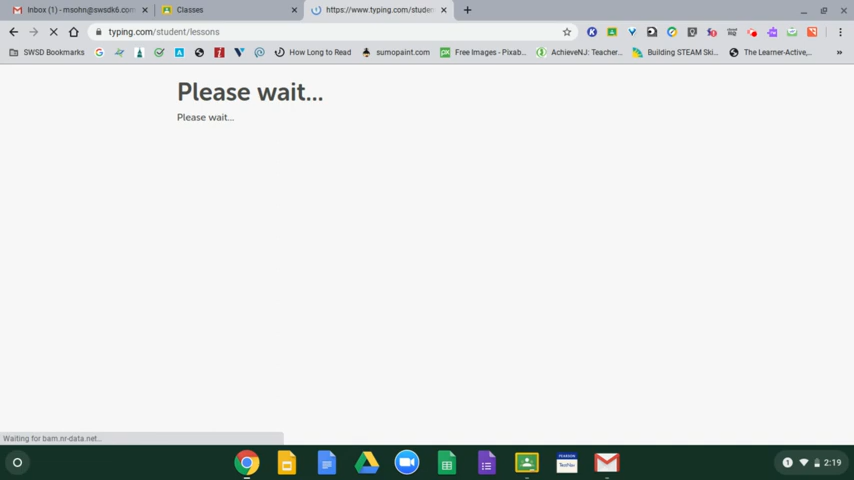 Inbox (1) - msohn@swsdk6.com
Classes
https://www.typing.com/studen
typing.com/student/lessons
SWSD Bookmarks
How Long to Read
sumopaint.com
Free Images - Pixab...
AchieveNJ: Teacher...
Building STEAM Ski...
The Learner-Active,...
»
Please wait...
Please wait...
Waiting for bam.nr-data.net...
1
2:19